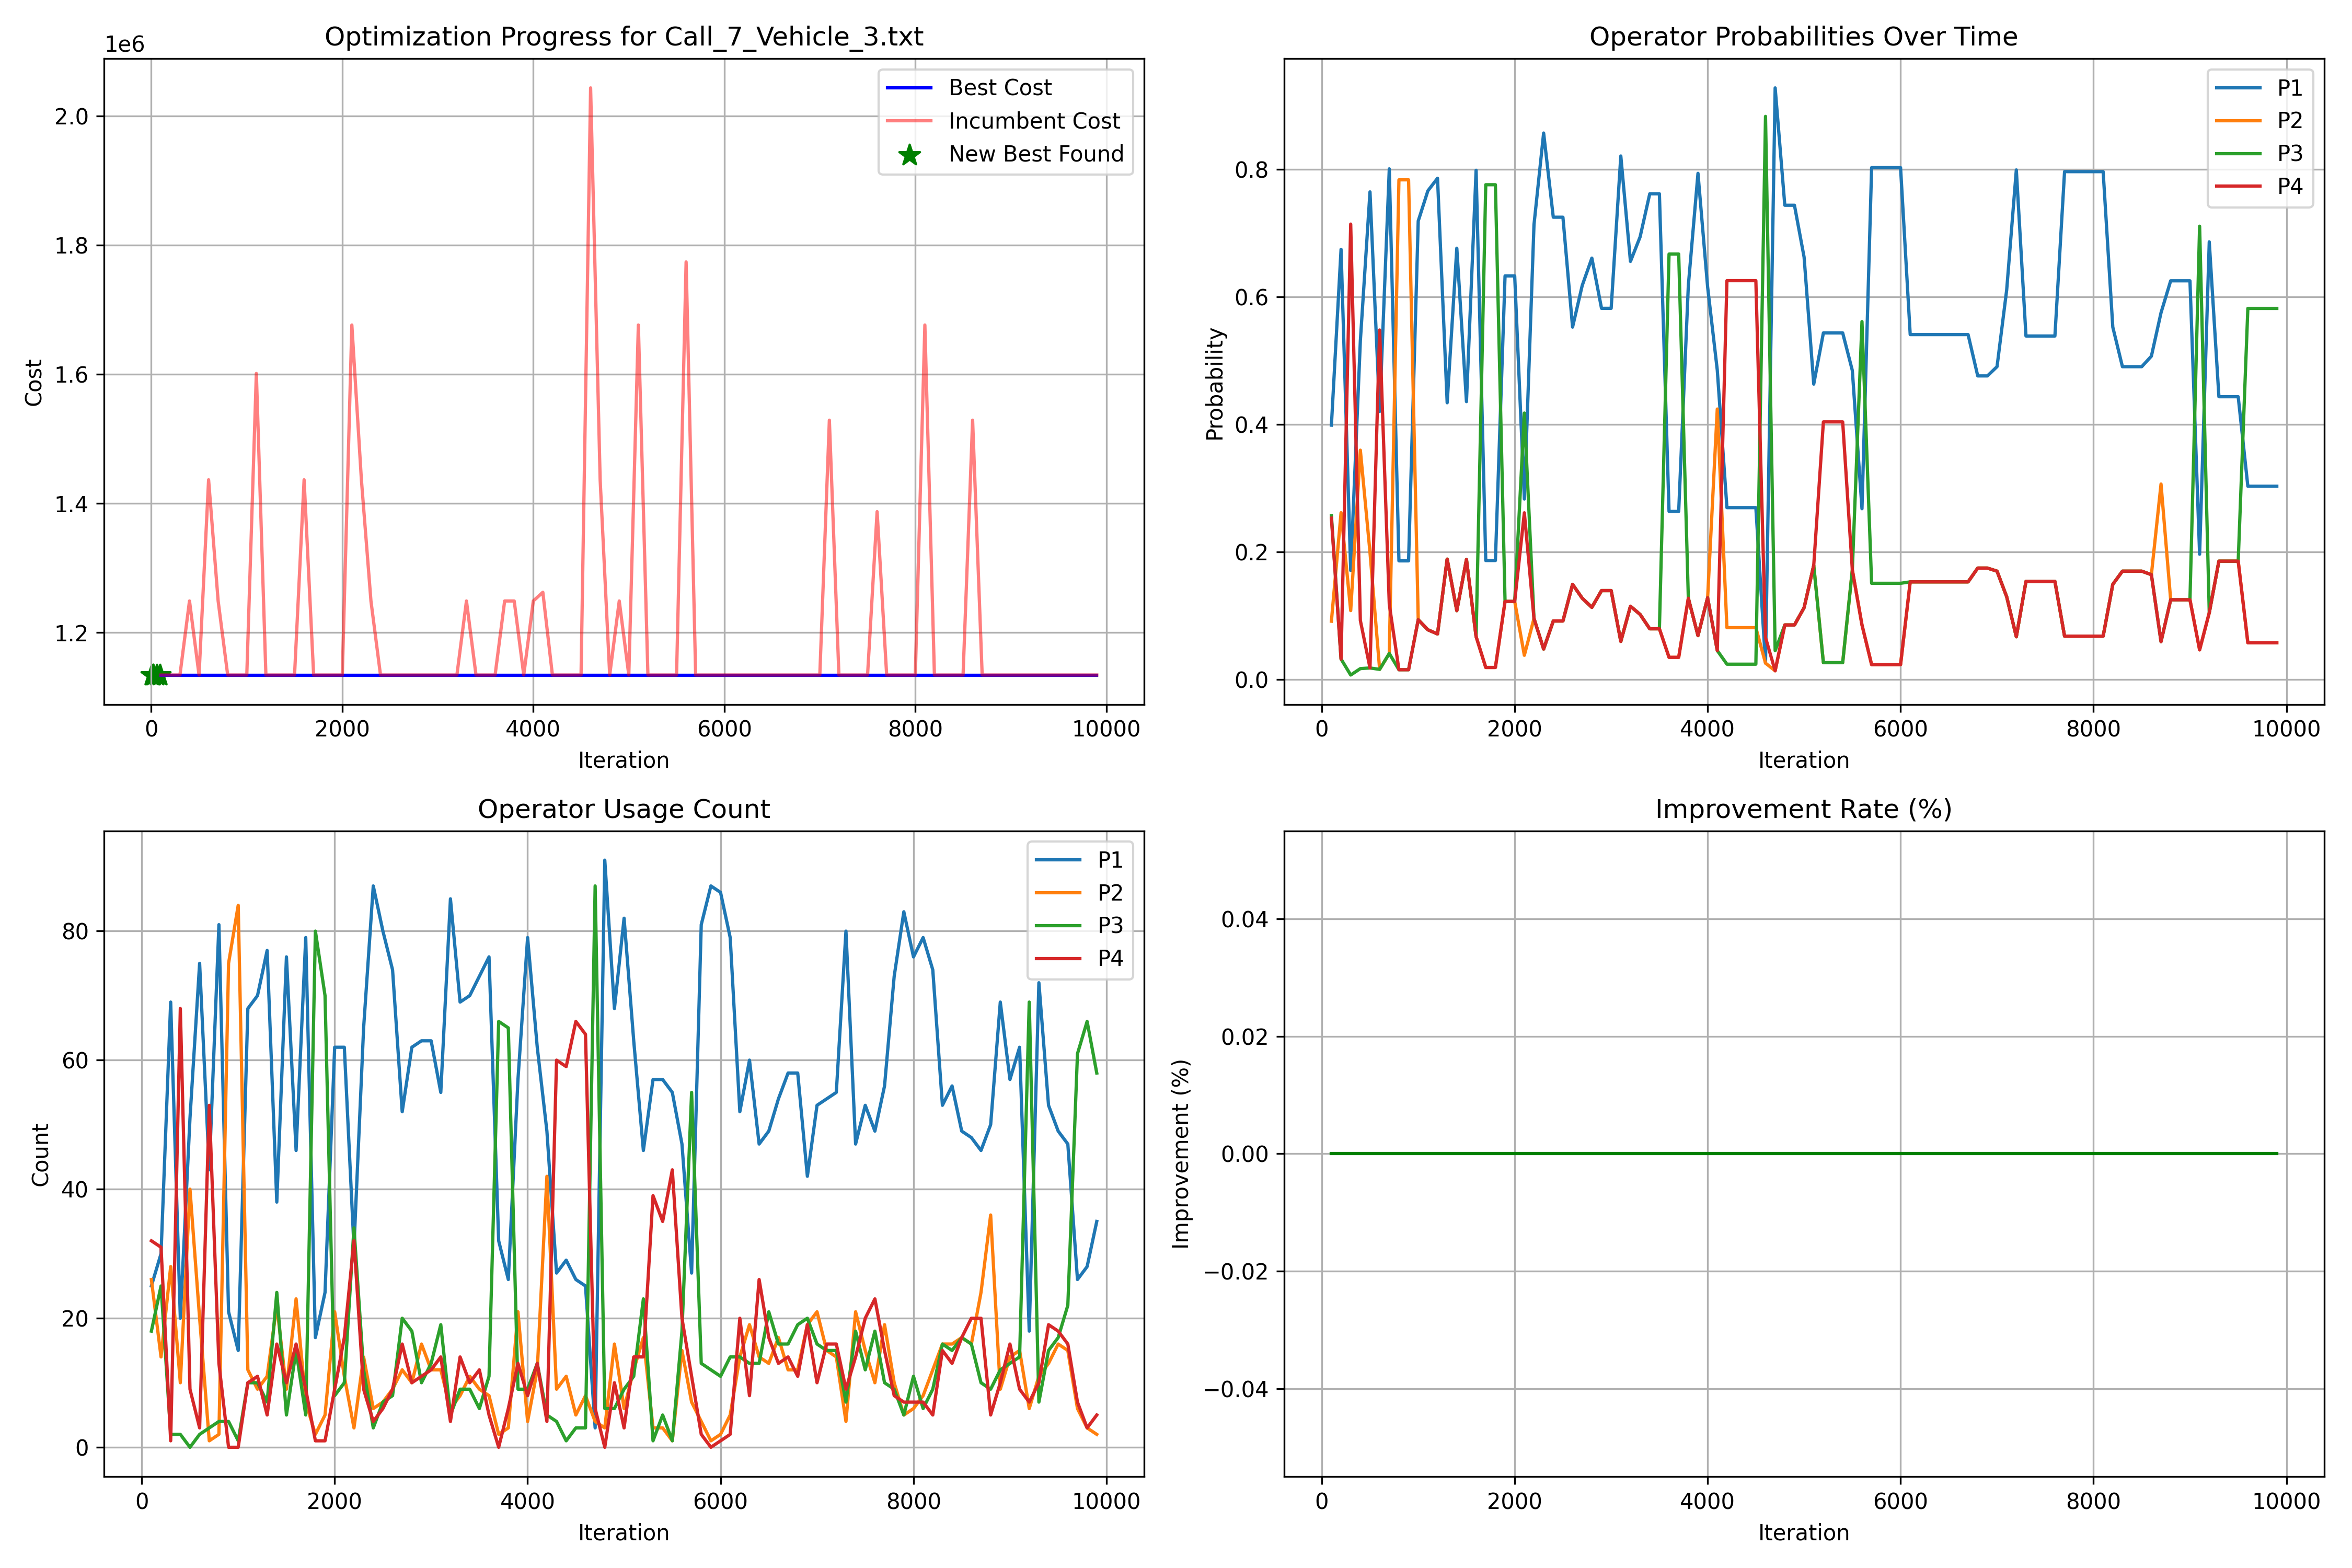 Optimization Progress for Call_7_Vehicle_3.txt
1e6
2.0
1.8
1.6
1.4
1.2
Cost
Best Cost
Incumbent Cost
New Best Found
0 2000 4000 6000 8000 10000
Iteration
Operator Probabilities Over Time
0.8
0.6
0.4
0.2
0.0
Probability
P1
P2
P3
P4
0 2000 4000 6000 8000 10000
Iteration
Operator Usage Count
80
60
40
20
0
Count
P1
P2
P3
P4
0 2000 4000 6000 8000 10000
Iteration
Improvement Rate (%)
0.04
0.02
0.00
−0.02
−0.04
Improvement (%)
0 2000 4000 6000 8000 10000
Iteration